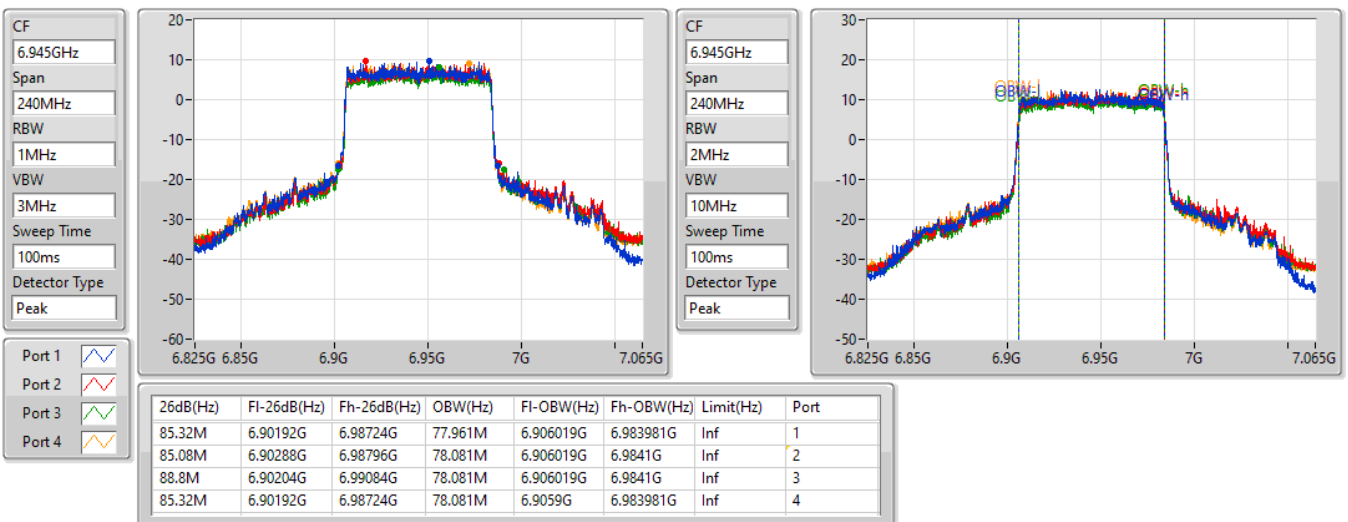 CF
6.945GHz
Span
240MHz
RBW
1MHz
VBW
3MHz
Sweep Time
100ms
Detector Type
Peak
20
10
0
-10
-20
-30
-40
-50
-60
6.825G 6.85G 6.9G 6.95G 7G 7.065G
CF
6.945GHz
Span
240MHz
RBW
2MHz
VBW
10MHz
Sweep Time
100ms
Detector Type
Peak
30
20
10
0
-10
-20
-30
-40
-50
OBW-l OBW-h
6.825G 6.85G 6.9G 6.95G 7G 7.065G
Port 1
Port 2
Port 3
Port 4
26dB(Hz) Fl-26dB(Hz) Fh-26dB(Hz) OBW(Hz) Fl-OBW(Hz) Fh-OBW(Hz) Limit(Hz) Port
85.32M 6.90192G 6.98724G 77.961M 6.906019G 6.983981G Inf 1
85.08M 6.90288G 6.98796G 78.081M 6.906019G 6.9841G Inf 2
88.8M 6.90204G 6.99084G 78.081M 6.906019G 6.9841G Inf 3
85.32M 6.90192G 6.98724G 78.081M 6.9059G 6.983981G Inf 4